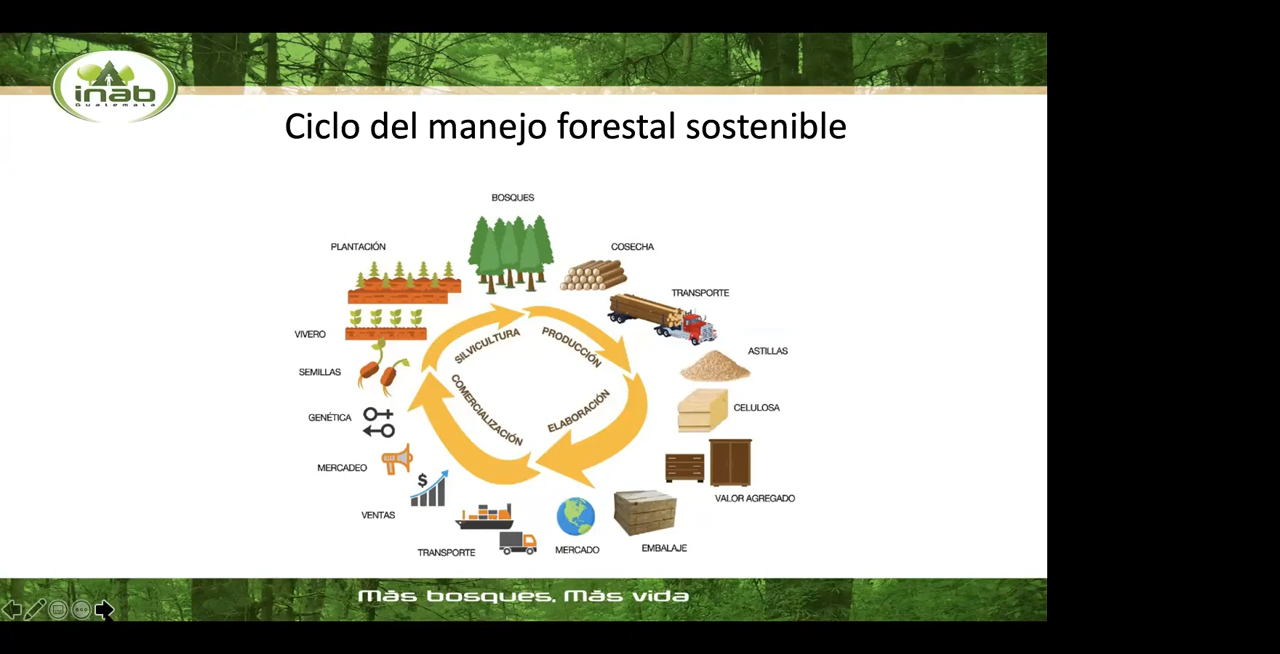 inab
Guatemala
Ciclo del manejo forestal sostenible
BOSQUES
PLANTACIÓN
COSECHA
TRANSPORTE
VIVERO
SILVICULTURA
PRODUCCIÓN
ASTILLAS
SEMILLAS
CELULOSA
GENÉTICA
COMERCIALIZACIÓN
ELABORACIÓN
MERCADEO
$
VALOR AGREGADO
VENTAS
TRANSPORTE
MERCADO
EMBALAJE
Más bosques, Más vida